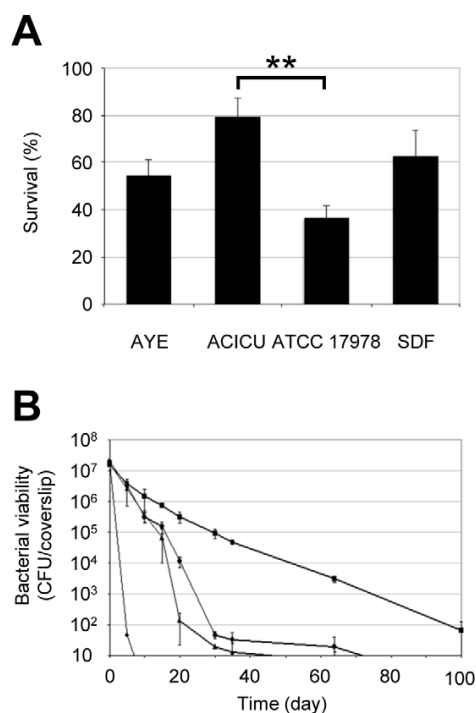 A
**
100
80
60
40
20
0
Survival (%)
AYE ACICU ATCC 17978 SDF
B
10⁸
10⁷
10⁶
10⁵
10⁴
10³
10²
10
Bacterial viability
(CFU/coverslip)
0 20 40 60 80 100
Time (day)